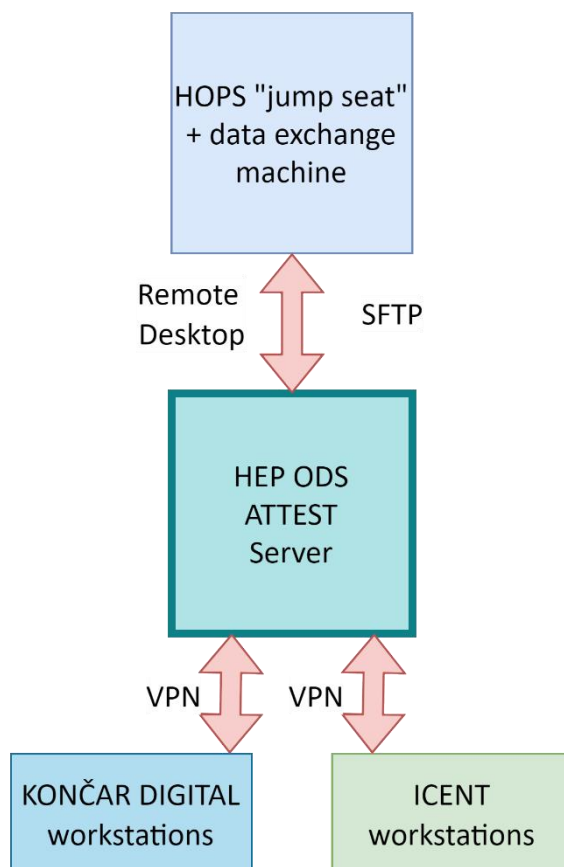 HOPS "jump seat"
+ data exchange
machine
Remote
Desktop
SFTP
HEP ODS
ATTEST
Server
VPN
VPN
KONČAR DIGITAL
workstations
ICENT
workstations